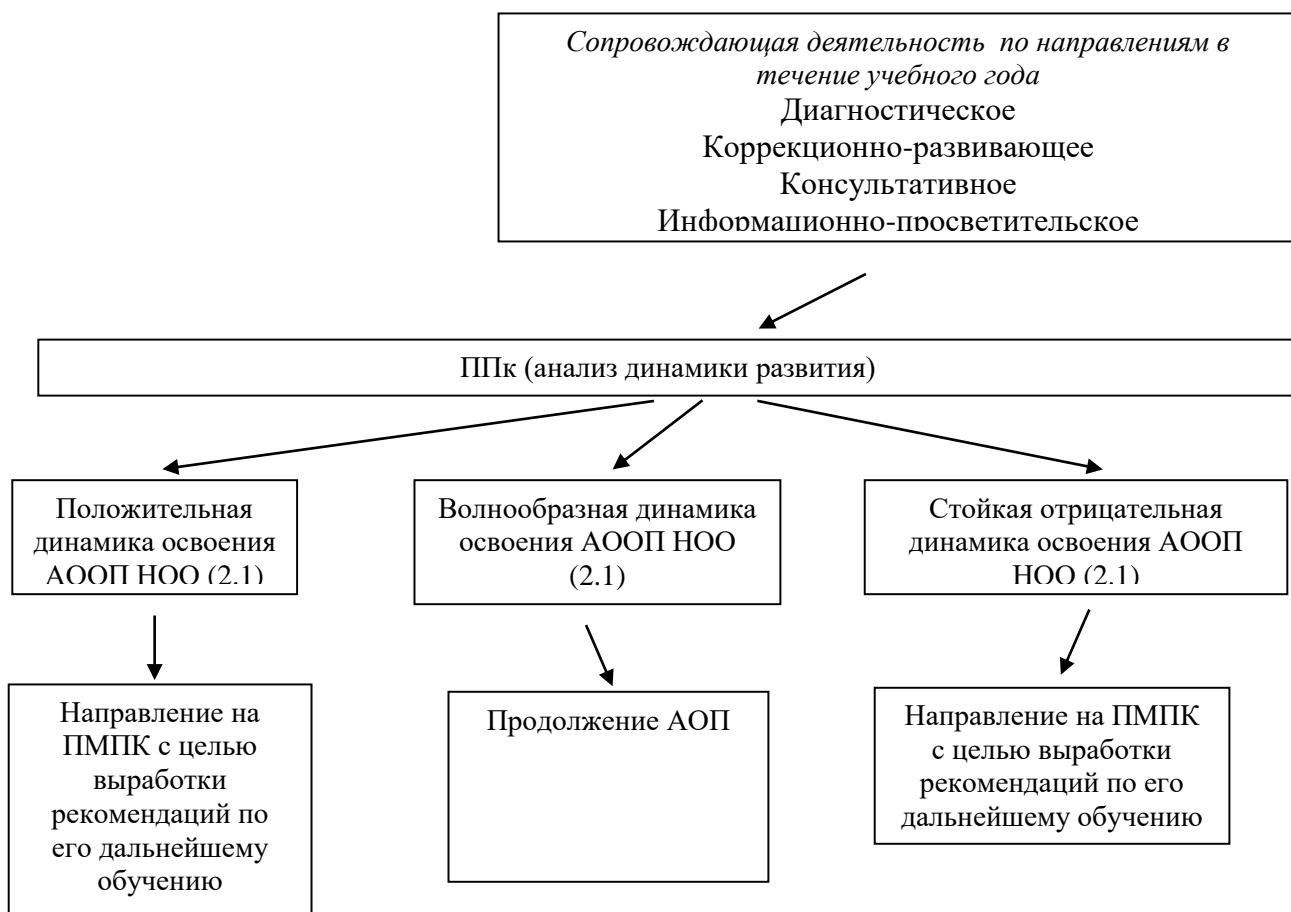 Сопровождающая деятельность по направлениям в
течение учебного года
Диагностическое
Коррекционно-развивающее
Консультативное
Информационно-просветительское
ППк (анализ динамики развития)
Положительная
динамика освоения
АООП НОО (2.1)
Волнообразная динамика
освоения АООП НОО
(2.1)
Стойкая отрицательная
динамика освоения АООП
НОО (2.1)
Направление на
ПМПК с целью
выработки
рекомендаций по
его дальнейшему
обучению
Продолжение АОП
Направление на ПМПК
с целью выработки
рекомендаций по его
дальнейшему обучению